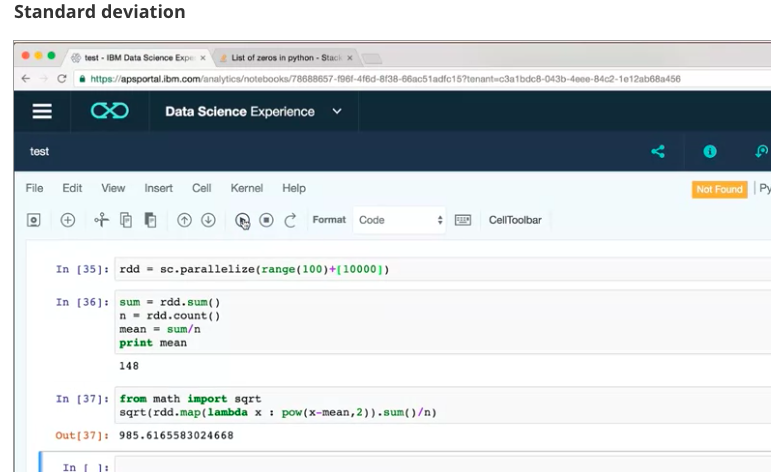 Standard deviation
test - IBM Data Science Expe × List of zeros in python - Stack ×
https://apsportal.ibm.com/analytics/notebooks/78688657-f96f-4f6d-8f38-66ac51adfc15?tenant=c3a1bdc8-043b-4eee-84c2-1e12ab68a456
Data Science Experience
test
File Edit View Insert Cell Kernel Help Not Found | Py
Format Code CellToolbar
In [35]: rdd = sc.parallelize(range(100)+[10000])
In [36]: sum = rdd.sum()
n = rdd.count()
mean = sum/n
print mean
148
In [37]: from math import sqrt
sqrt(rdd.map(lambda x : pow(x-mean,2)).sum()/n)
Out[37]: 985.6165583024668
In [ ]: